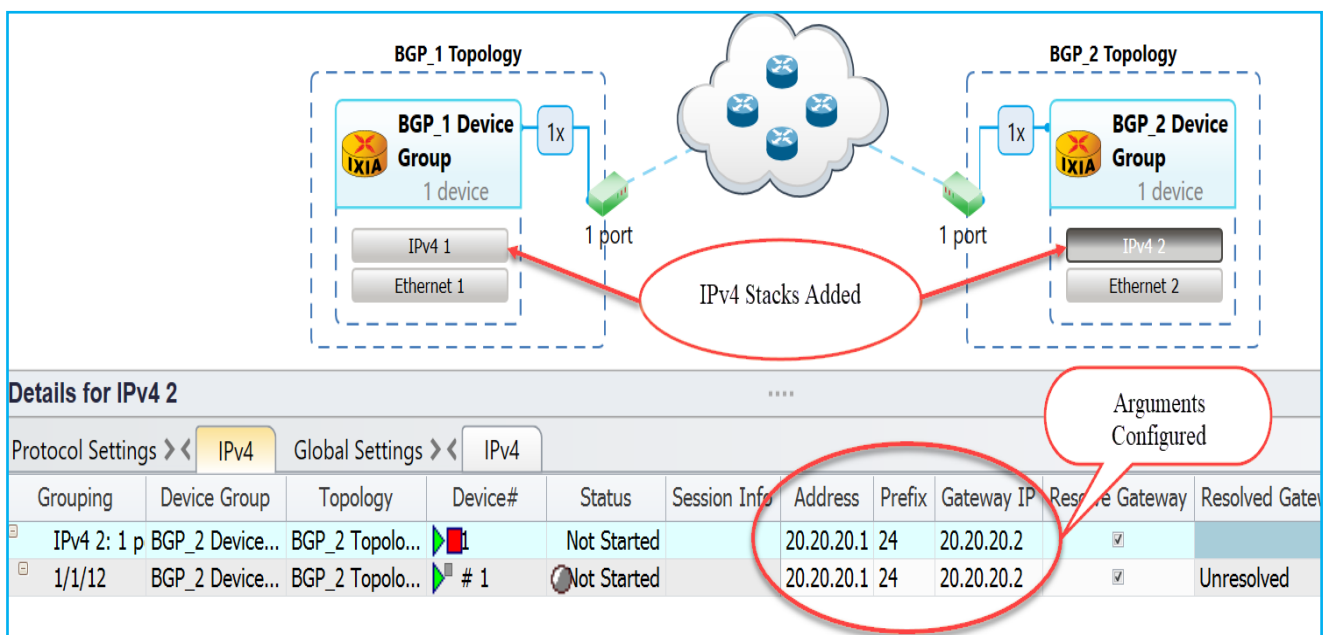 BGP_1 Topology
BGP_2 Topology
BGP_1 Device
Group
1 device
1x
IXIA
1 port
IPv4 1
Ethernet 1
1x
BGP_2 Device
Group
1 device
IXIA
1 port
IPv4 2
Ethernet 2
IPv4 Stacks Added
Details for IPv4 2
Arguments
Configured
Protocol Settings IPv4 Global Settings IPv4
Grouping Device Group Topology Device# Status Session Info Address Prefix Gateway IP Gateway Resolved
IPv4 2: 1 p BGP_2 Device... BGP_2 Topolo... 1 Not Started 20.20.20.1 24 20.20.20.2
1/1/12 BGP_2 Device... BGP_2 Topolo... # 1 Not Started 20.20.20.1 24 20.20.20.2 Unresolved